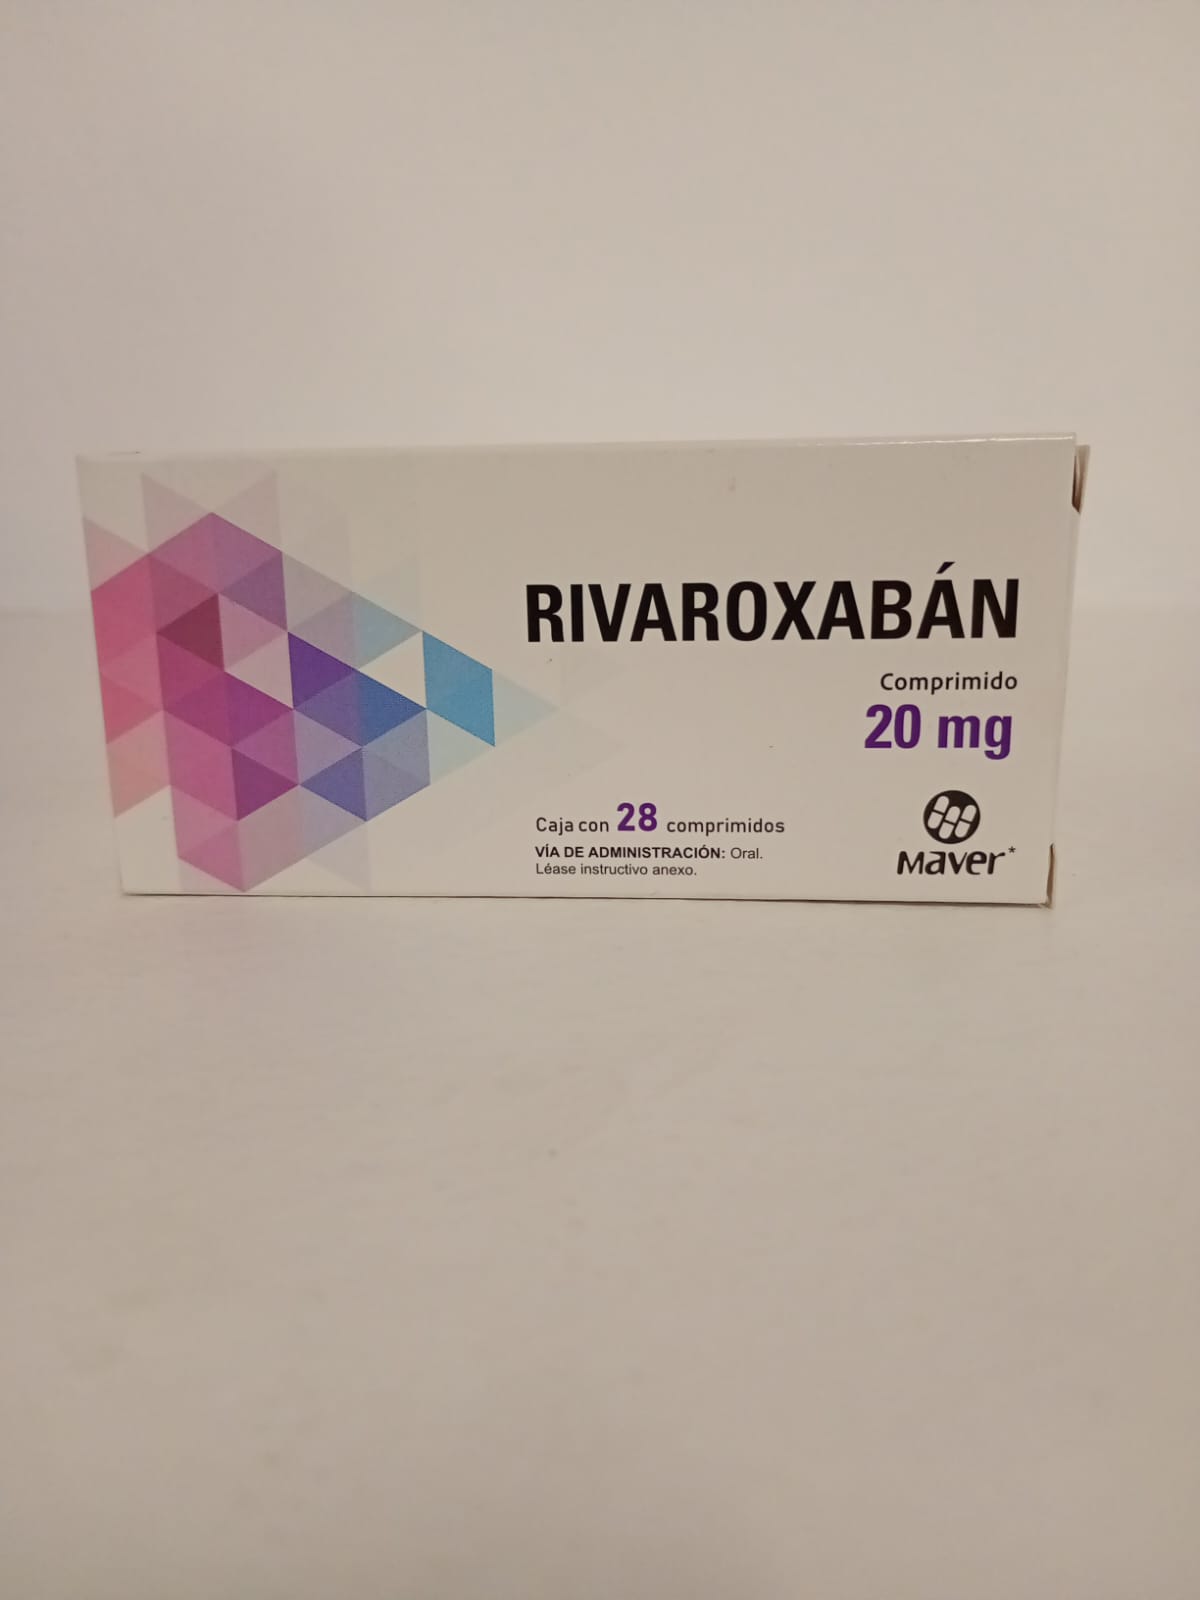 RIVAROXABÁN
Comprimido
20 mg
Caja con 28 comprimidos
VÍA DE ADMINISTRACIÓN: Oral.
Léase instructivo anexo.
Maver*